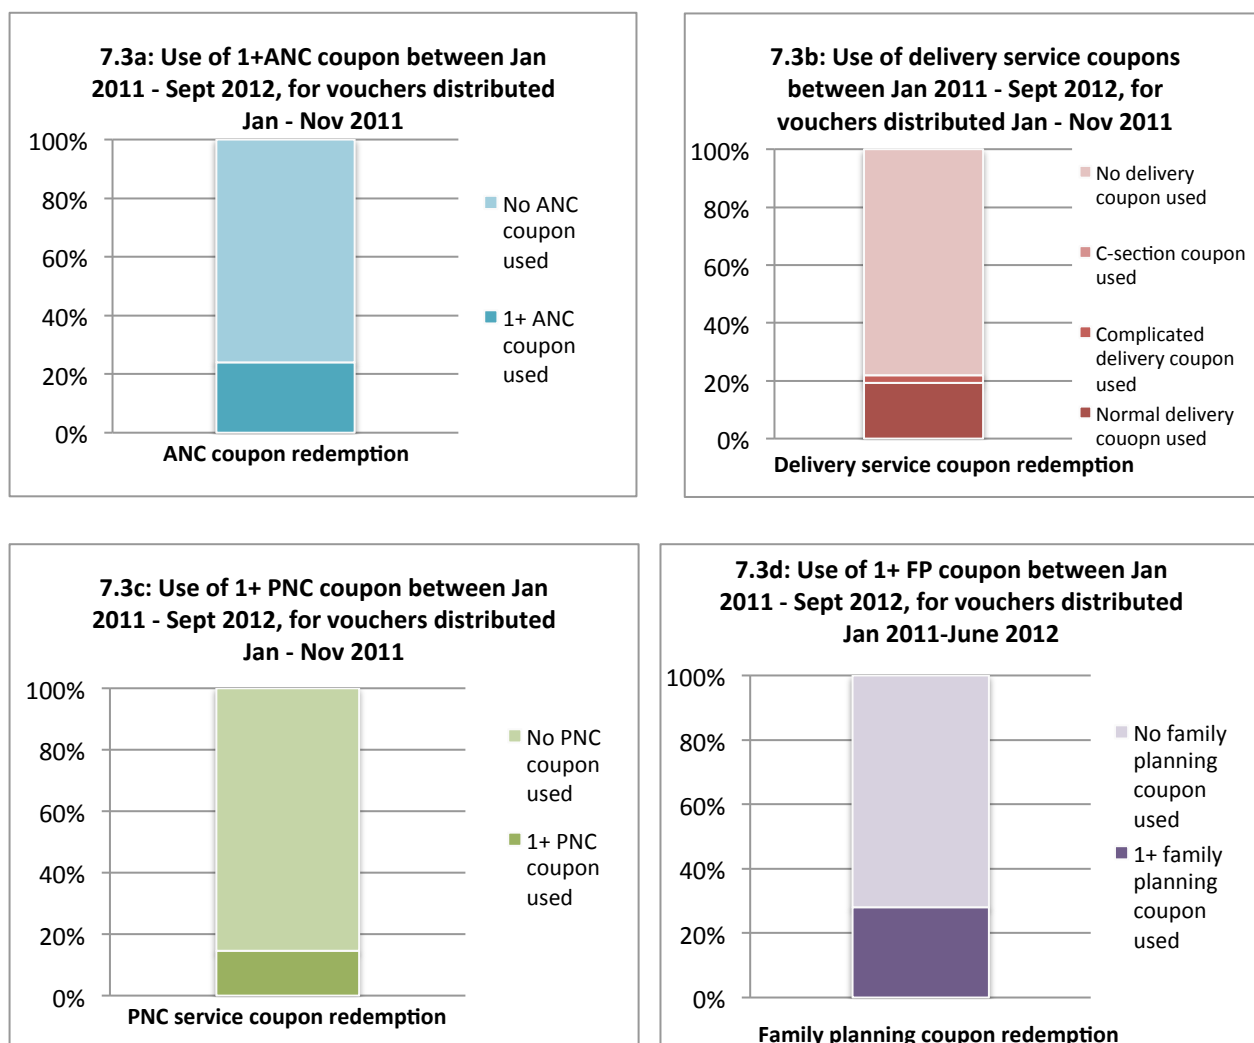 7.3a: Use of 1+ANC coupon between Jan
2011 - Sept 2012, for vouchers distributed
Jan - Nov 2011
100%
80%
60%
40%
20%
0%
No ANC
coupon
used
1+ ANC
coupon
used
ANC coupon redemption
7.3b: Use of delivery service coupons
between Jan 2011 - Sept 2012, for
vouchers distributed Jan - Nov 2011
100%
80%
60%
40%
20%
0%
No delivery
coupon used
C-section coupon
used
Complicated
delivery coupon
used
Normal delivery
couopn used
Delivery service coupon redemption
7.3c: Use of 1+ PNC coupon between Jan
2011 - Sept 2012, for vouchers distributed
Jan - Nov 2011
100%
80%
60%
40%
20%
0%
No PNC
coupon
used
1+ PNC
coupon
used
PNC service coupon redemption
7.3d: Use of 1+ FP coupon between Jan
2011 - Sept 2012, for vouchers distributed
Jan 2011-June 2012
100%
80%
60%
40%
20%
0%
No family
planning
coupon
used
1+ family
planning
coupon
used
Family planning coupon redemption